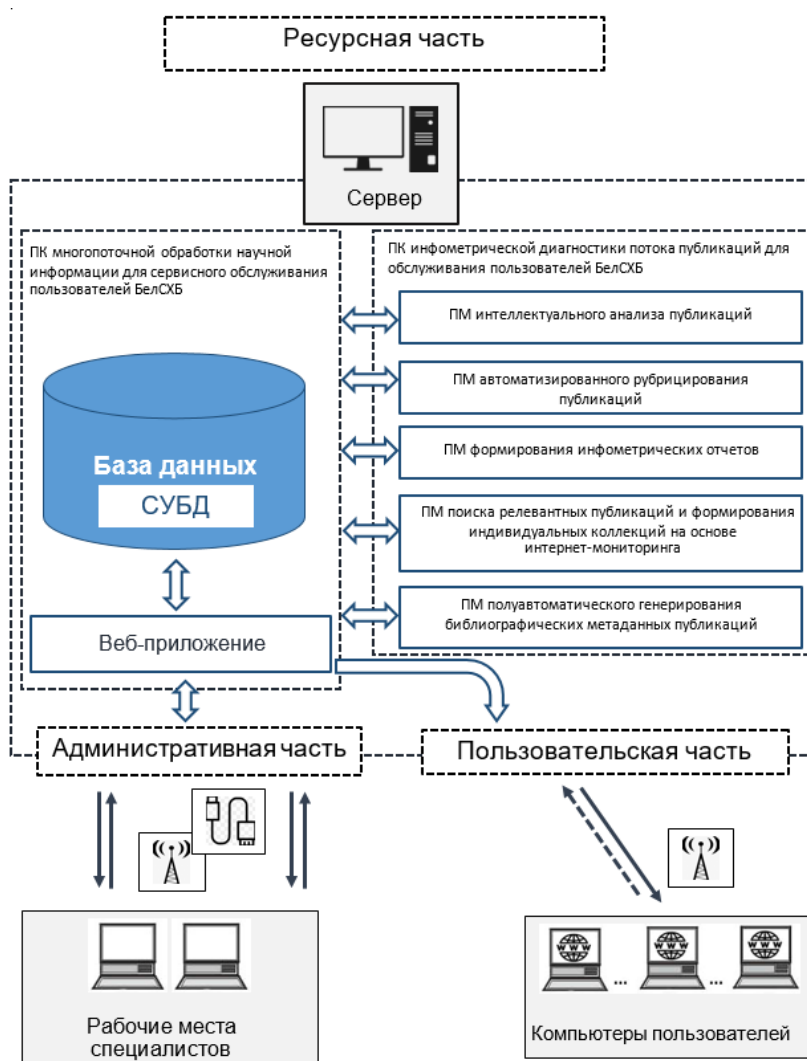 Ресурсная часть
Сервер
ПК многопоточной обработки научной
информации для сервисного обслуживания
пользователей БелСХБ
База данных
СУБД
Веб-приложение
ПК инфометрической диагностики потока публикаций для
обслуживания пользователей БелСХБ
ПМ интеллектуального анализа публикаций
ПМ автоматизированного рубрицирования
публикаций
ПМ формирования инфометрических отчетов
ПМ поиска релевантных публикаций и формирования
индивидуальных коллекций на основе
интернет-мониторинга
ПМ полуавтоматического генерирования
библиографических метаданных публикаций
Административная часть
Пользовательская часть
Рабочие места
специалистов
www
...
www
...
www
Компьютеры пользователей